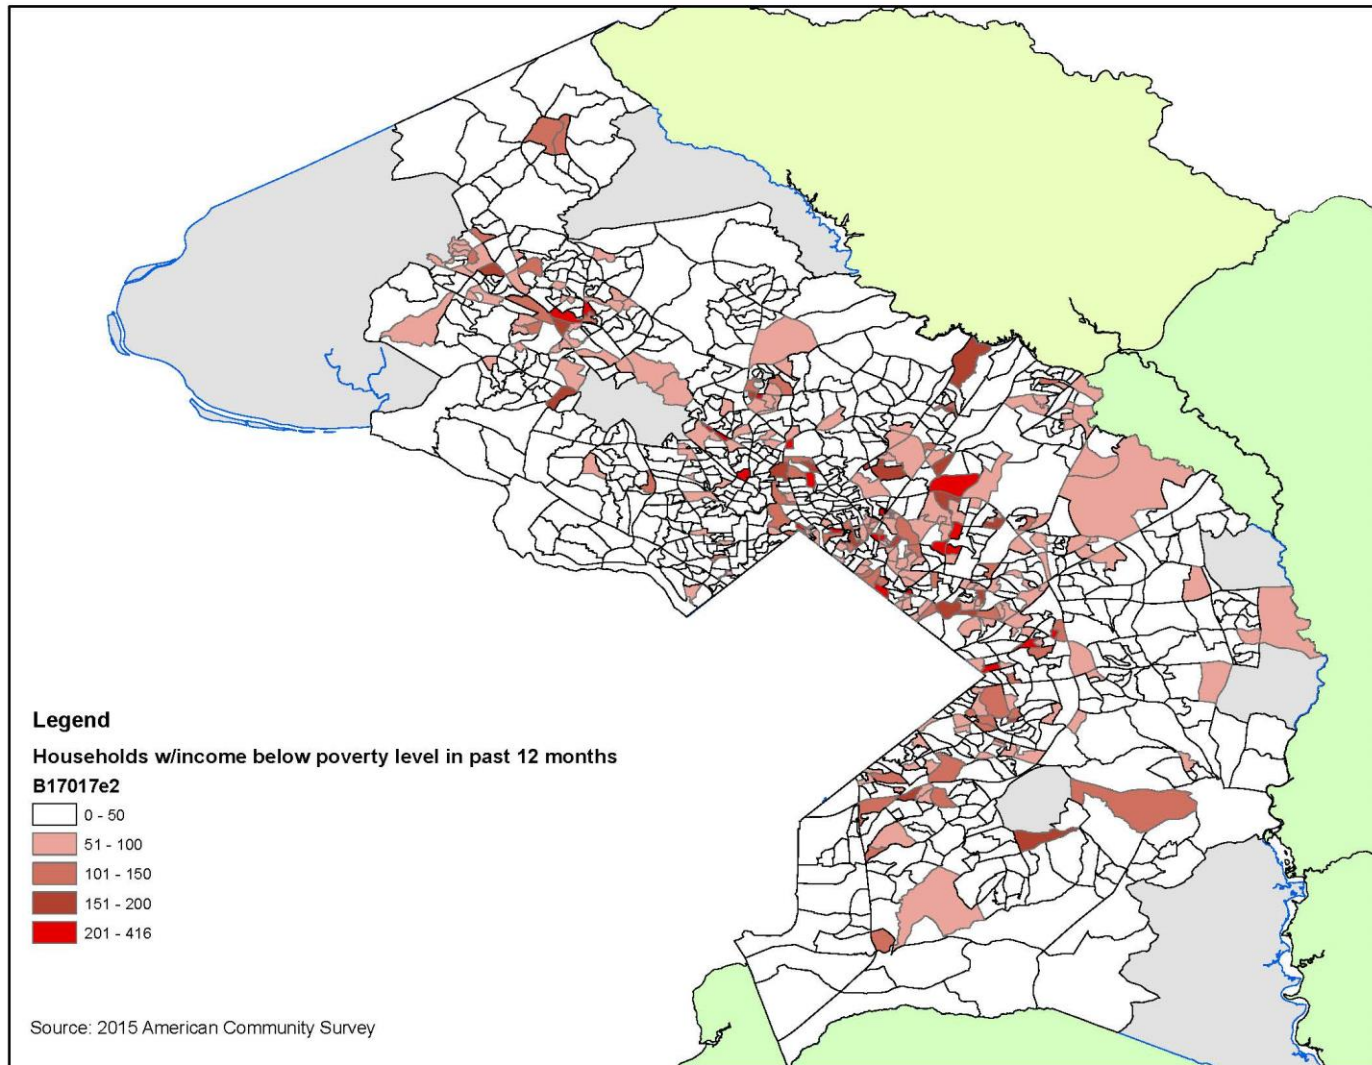 Legend
Households w/income below poverty level in past 12 months
B17017e2
0 - 50
51 - 100
101 - 150
151 - 200
201 - 416
Source: 2015 American Community Survey